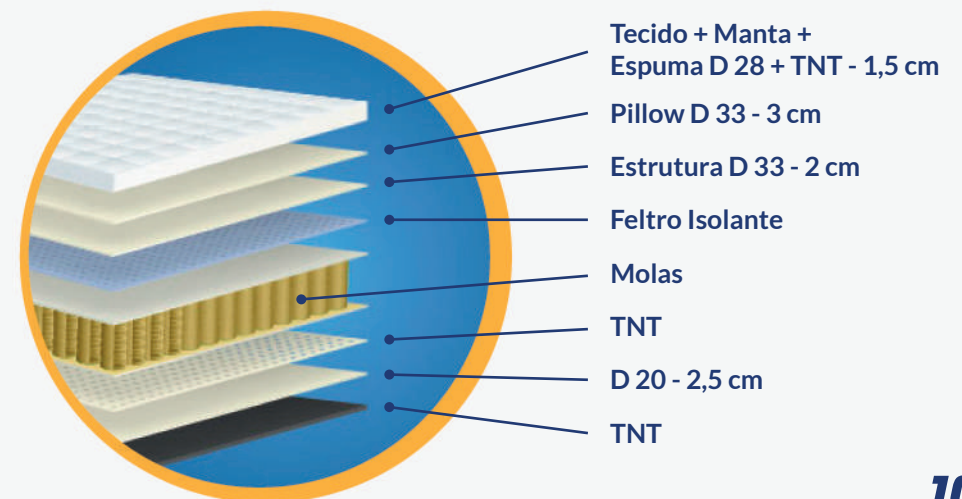 Tecido + Manta +
Espuma D 28 + TNT - 1,5 cm
Pillow D 33 - 3 cm
Estrutura D 33 - 2 cm
Feltro Isolante
Molas
TNT
D 20 - 2,5 cm
TNT